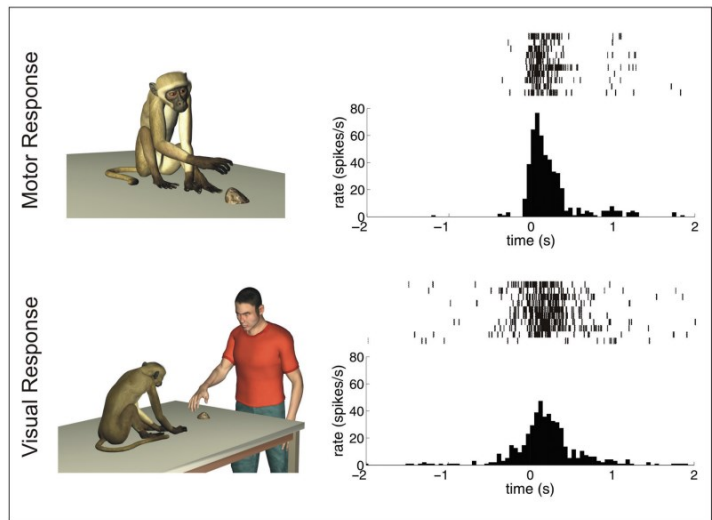 Motor Response
80
60
40
20
0
rate (spikes/s)
−2 −1 0 1 2
time (s)
Visual Response
80
60
40
20
0
rate (spikes/s)
−2 −1 0 1 2
time (s)